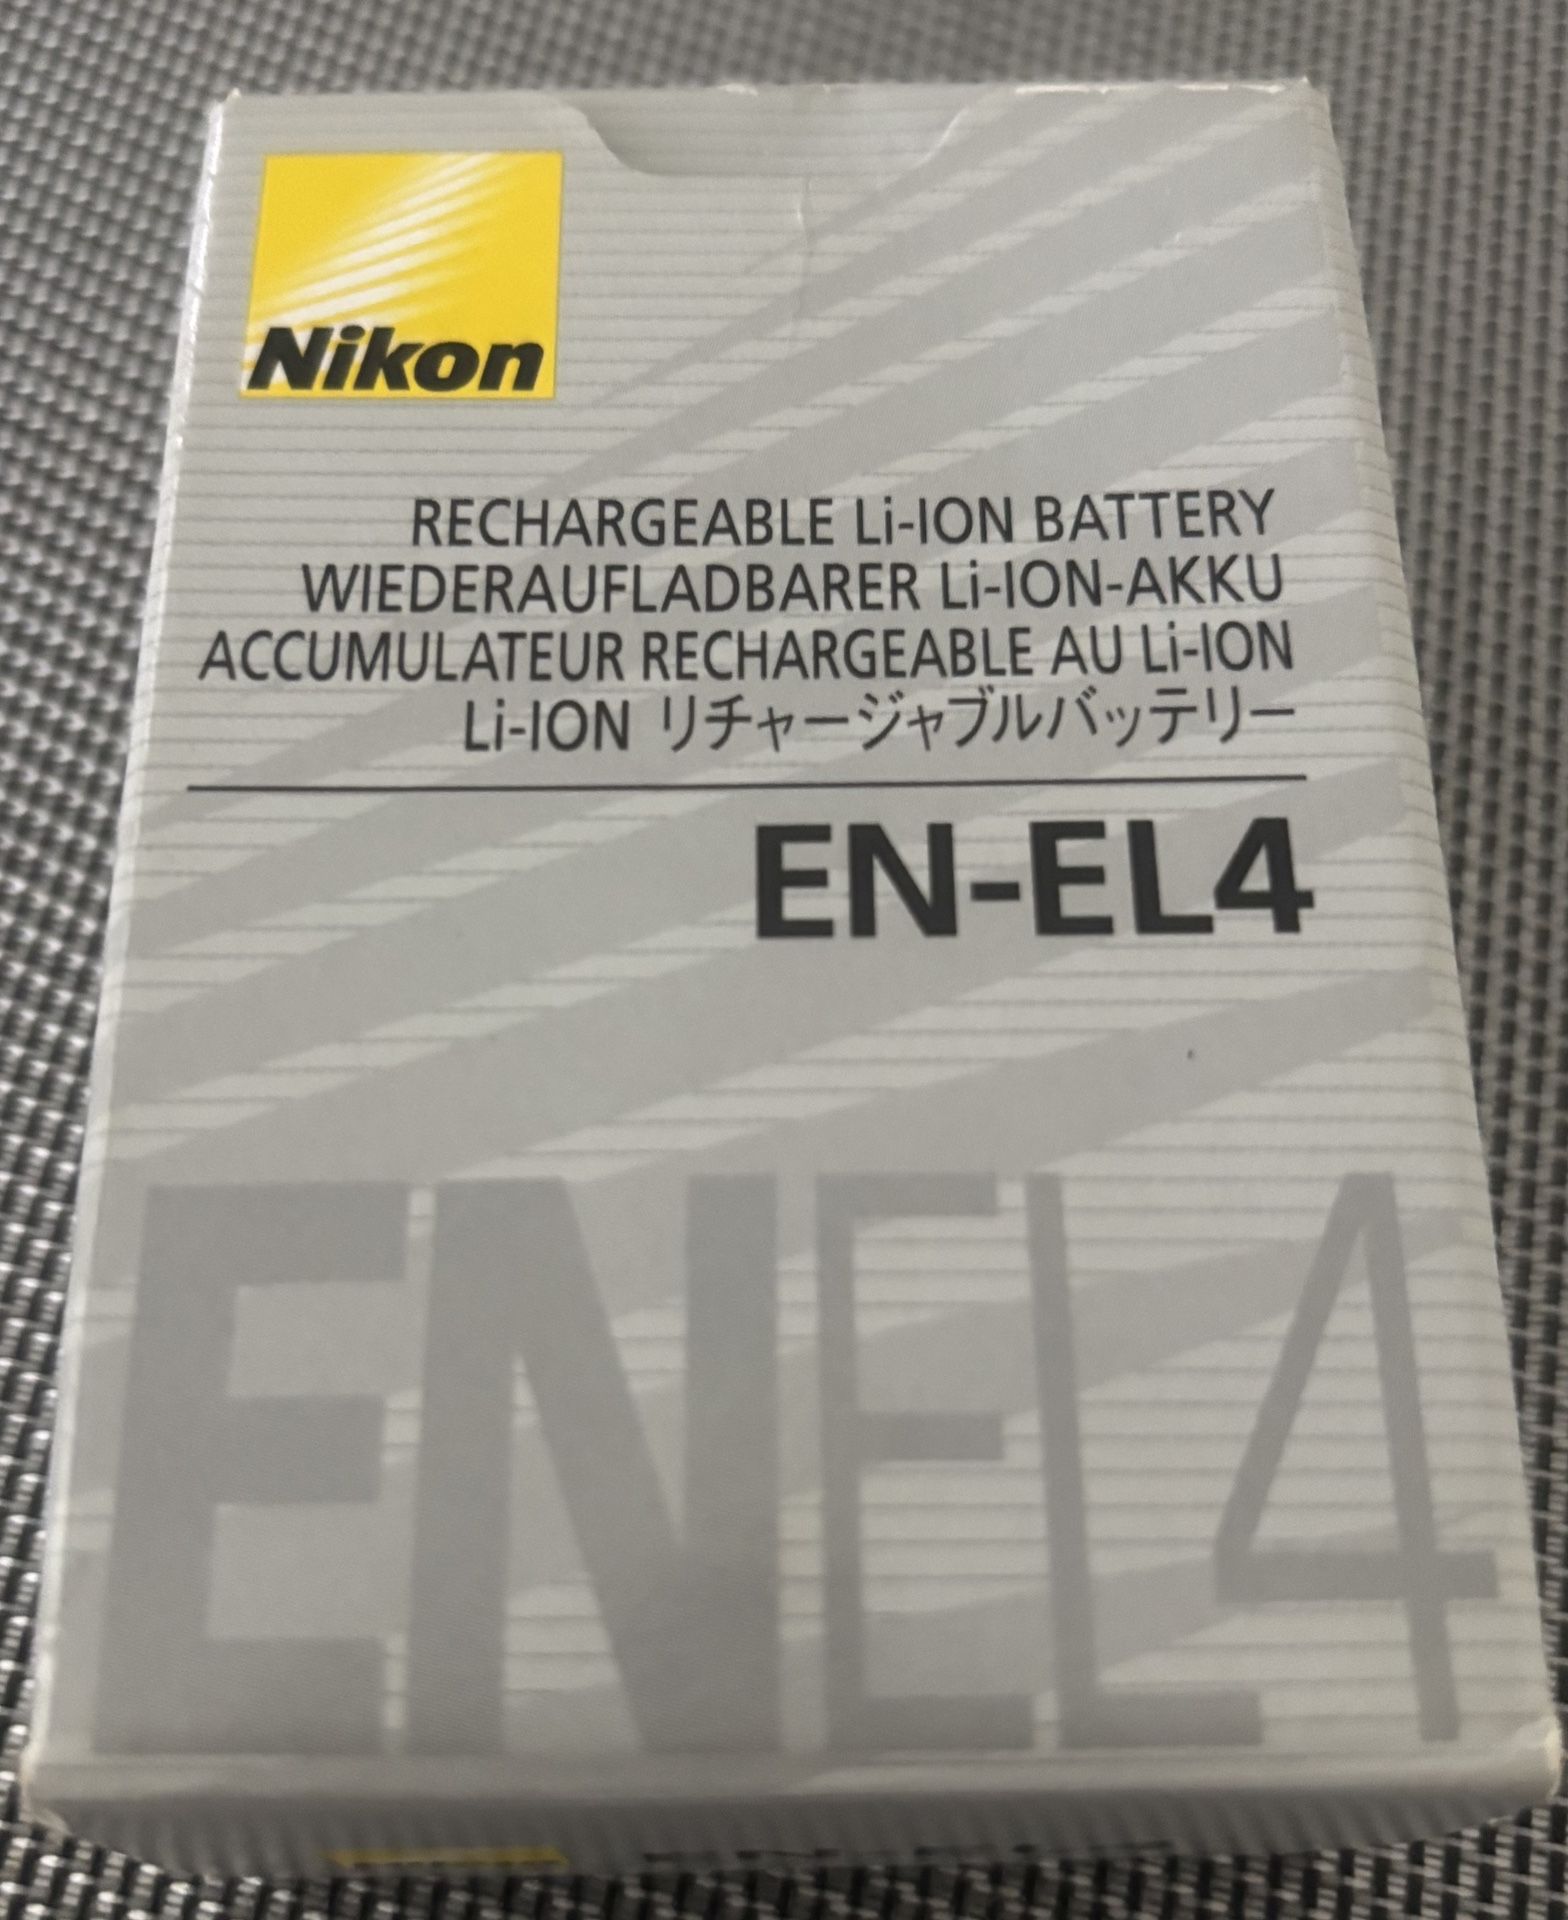 Nikon
RECHARGEABLE Li-ION BATTERY
WIEDERAUFLADBARER Li-ION-AKKU
ACCUMULATEUR RECHARGEABLE AU Li-ION
Li-ION リチャージャブルバッテリー
EN-EL4
ENEL4